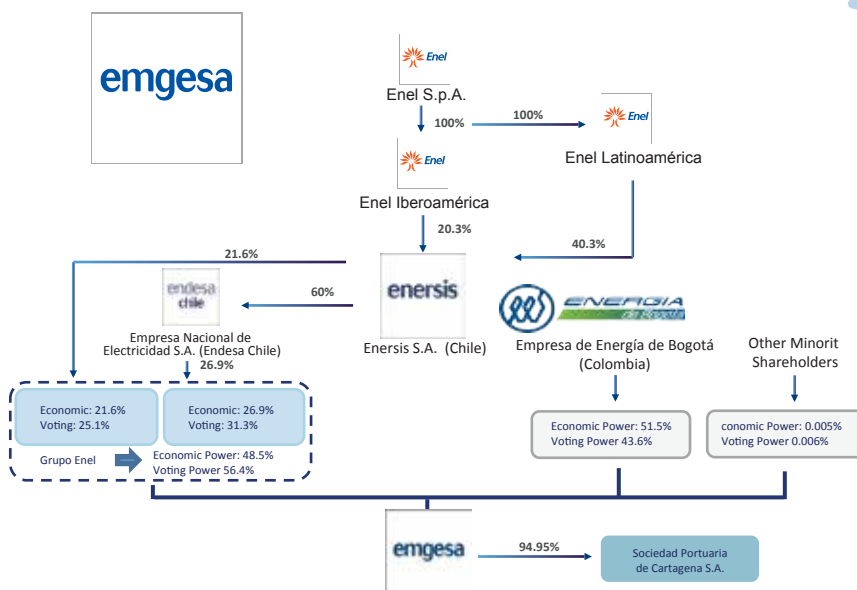 emgesa
Enel
Enel S.p.A.
100%
100%
Enel
Enel
Enel Latinoamérica
Enel Iberoamérica
20.3%
40.3%
21.6%
endesa
chile
60%
enersis
ENERGIA
de Bogotá
Empresa Nacional de
Electricidad S.A. (Endesa Chile)
26.9%
Enersis S.A. (Chile)
Empresa de Energía de Bogotá
(Colombia)
Other Minorit
Shareholders
Economic: 21.6%
Voting: 25.1%
Economic: 26.9%
Voting: 31.3%
Economic Power: 51.5%
Voting Power 43.6%
conomic Power: 0.005%
Voting Power 0.006%
Grupo Enel
Economic Power: 48.5%
Voting Power 56.4%
emgesa
94.95%
Sociedad Portuaria
de Cartagena S.A.